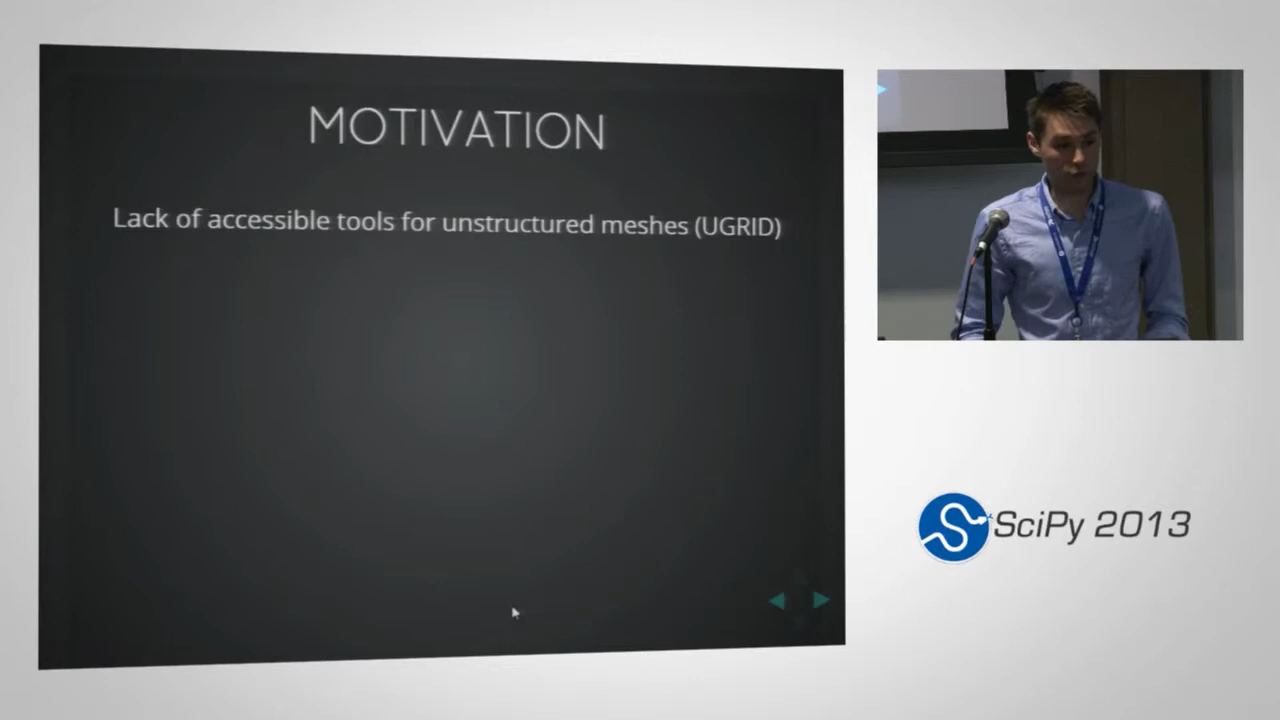 MOTIVATION
Lack of accessible tools for unstructured meshes (UGRID)
SciPy 2013